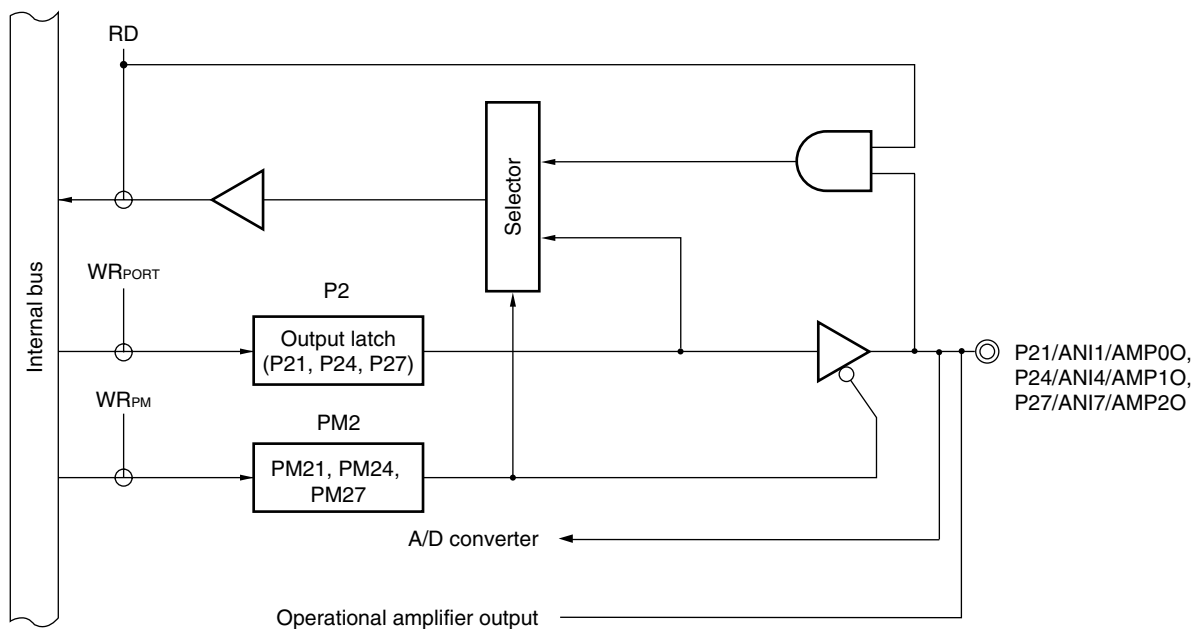 RD
Selector
Internal bus
WRPORT
P2
Output latch
(P21, P24, P27)
P21/ANI1/AMP0O,
P24/ANI4/AMP1O,
P27/ANI7/AMP2O
WRPM
PM2
PM21, PM24,
PM27
A/D converter
Operational amplifier output